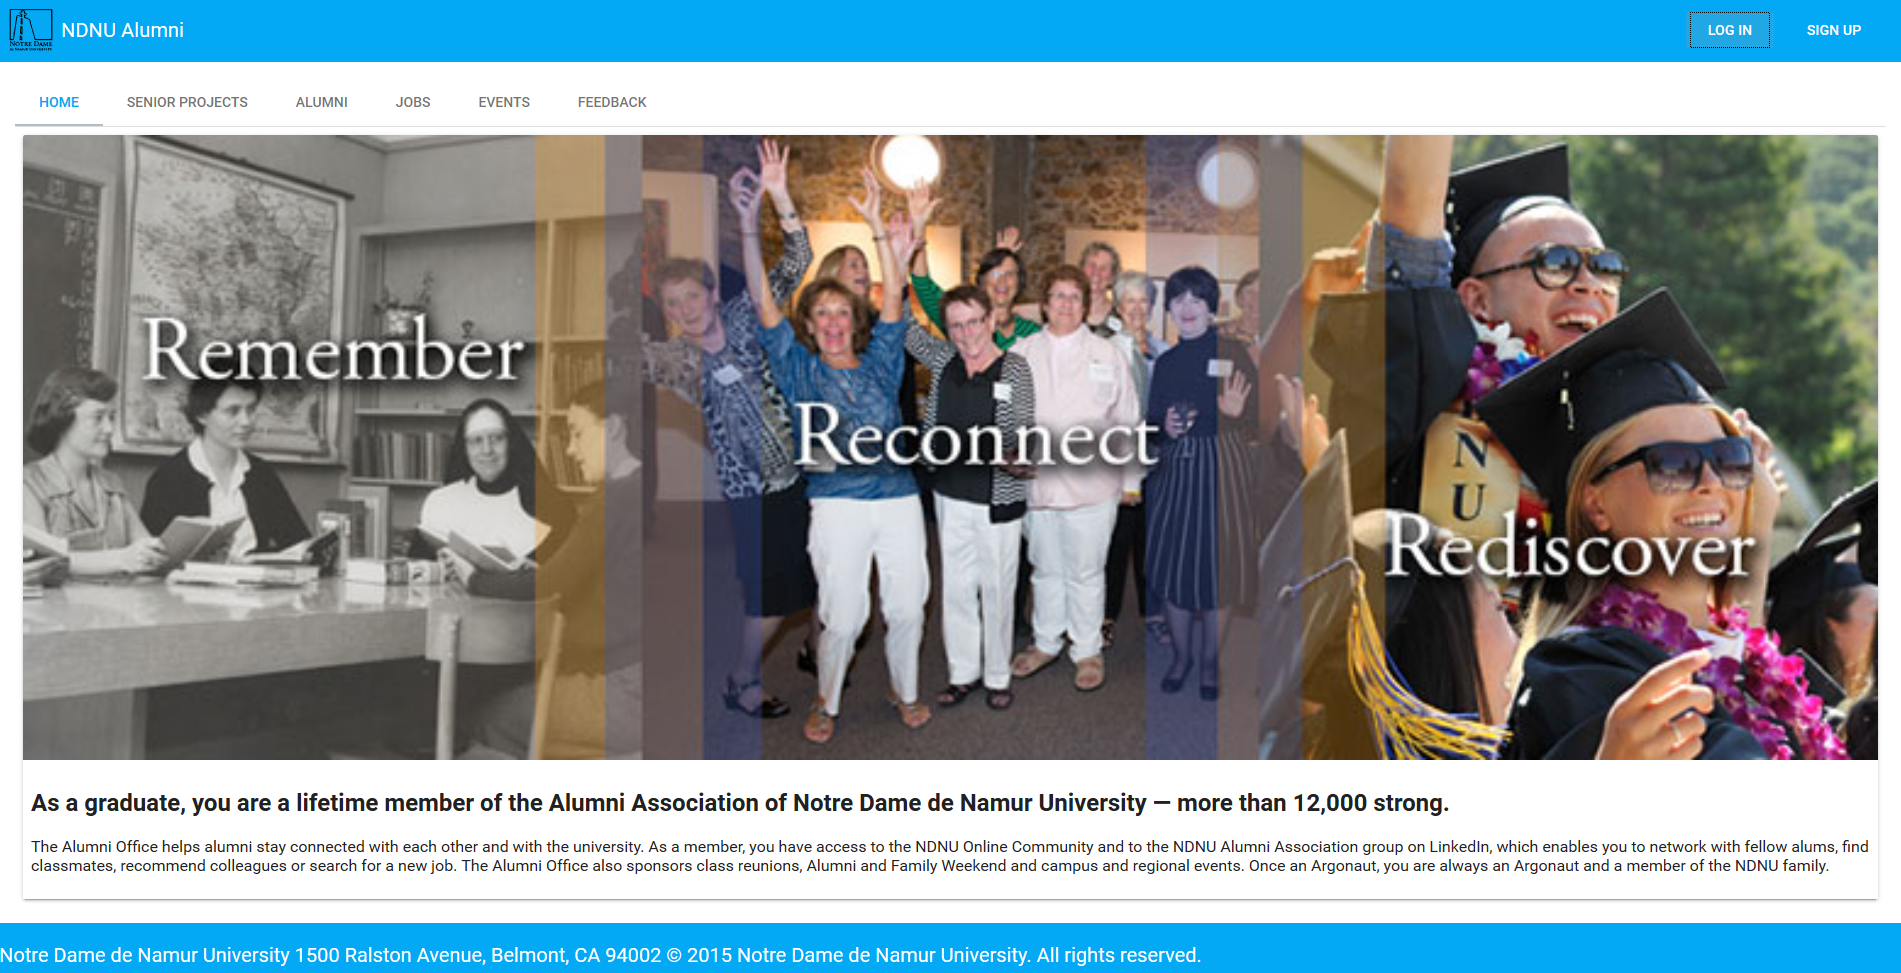 NOTRE DAME
DE NAMUR UNIVERSITY
NDNU Alumni
LOG IN
SIGN UP
HOME
SENIOR PROJECTS
ALUMNI
JOBS
EVENTS
FEEDBACK
Remember
Reconnect
N
U
Rediscover
As a graduate, you are a lifetime member of the Alumni Association of Notre Dame de Namur University — more than 12,000 strong.
The Alumni Office helps alumni stay connected with each other and with the university. As a member, you have access to the NDNU Online Community and to the NDNU Alumni Association group on LinkedIn, which enables you to network with fellow alums, find
classmates, recommend colleagues or search for a new job. The Alumni Office also sponsors class reunions, Alumni and Family Weekend and campus and regional events. Once an Argonaut, you are always an Argonaut and a member of the NDNU family.
Notre Dame de Namur University 1500 Ralston Avenue, Belmont, CA 94002 © 2015 Notre Dame de Namur University. All rights reserved.